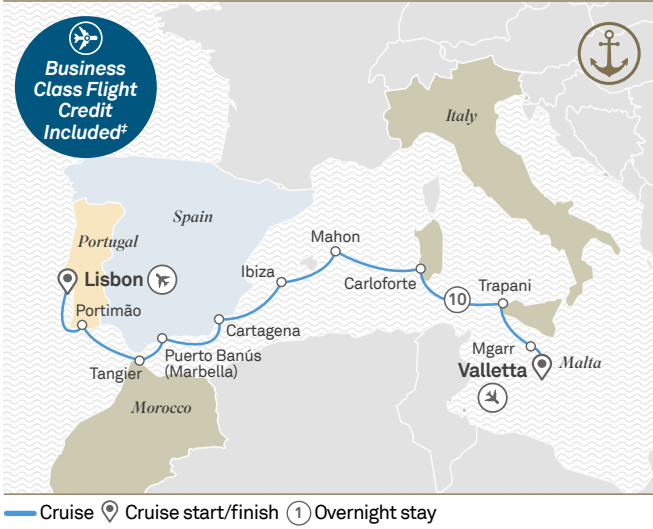 Business
Class Flight
Credit
Included‡
Italy
Spain
Portugal
Mahon
Lisbon
Ibiza
Carloforte
Trapani
10
Portimão
Cartagena
Puerto Banús
(Marbella)
Tangier
Mgarr
Valletta
Malta
Morocco
Cruise Cruise start/finish 1 Overnight stay